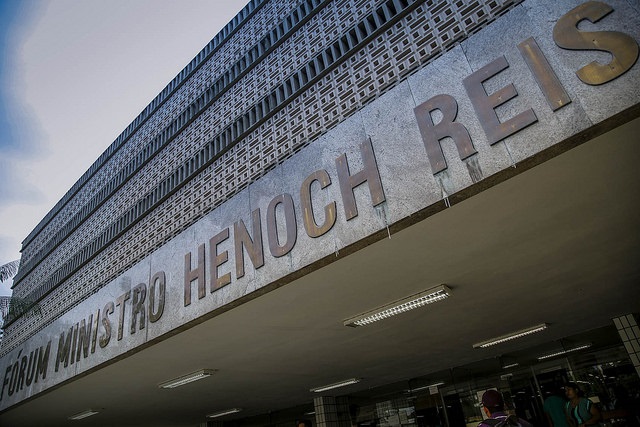 FÓRUM MINISTRO HENOCH REIS